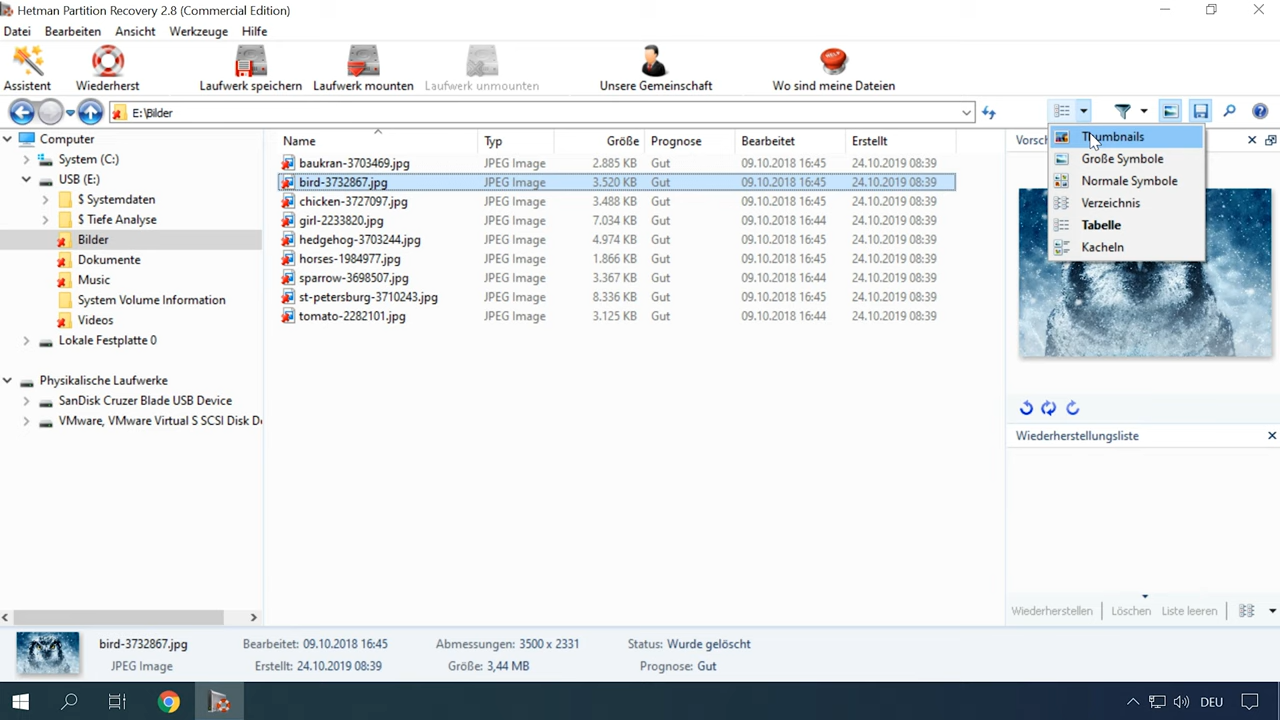 Hetman Partition Recovery 2.8 (Commercial Edition)
Datei Bearbeiten Ansicht Werkzeuge Hilfe
Assistent Wiederherst Laufwerk speichern Laufwerk mounten Laufwerk unmounten Unsere Gemeinschaft Wo sind meine Dateien
E:\Bilder
Computer
System (C:)
USB (E:)
$ Systemdaten
$ Tiefe Analyse
Bilder
Dokumente
Music
System Volume Information
Videos
Lokale Festplatte 0
Physikalische Laufwerke
SanDisk Cruzer Blade USB Device
VMware, VMware Virtual S SCSI Disk De
Name Typ Größe Prognose Bearbeitet Erstellt
baukran-3703469.jpg JPEG Image 2.885 KB Gut 09.10.2018 16:45 24.10.2019 08:39
bird-3732867.jpg JPEG Image 3.520 KB Gut 09.10.2018 16:45 24.10.2019 08:39
chicken-3727097.jpg JPEG Image 3.488 KB Gut 09.10.2018 16:45 24.10.2019 08:39
girl-2233820.jpg JPEG Image 7.034 KB Gut 09.10.2018 16:44 24.10.2019 08:39
hedgehog-3703244.jpg JPEG Image 4.974 KB Gut 09.10.2018 16:45 24.10.2019 08:39
horses-1984977.jpg JPEG Image 1.866 KB Gut 09.10.2018 16:45 24.10.2019 08:39
sparrow-3698507.jpg JPEG Image 3.367 KB Gut 09.10.2018 16:44 24.10.2019 08:39
st-petersburg-3710243.jpg JPEG Image 8.336 KB Gut 09.10.2018 16:45 24.10.2019 08:39
tomato-2282101.jpg JPEG Image 3.125 KB Gut 09.10.2018 16:44 24.10.2019 08:39
Vorsch
Thumbnails
Große Symbole
Normale Symbole
Verzeichnis
Tabelle
Kacheln
Wiederherstellungsliste
Wiederherstellen Löschen Liste leeren
bird-3732867.jpg Bearbeitet: 09.10.2018 16:45 Abmessungen: 3500 x 2331 Status: Wurde gelöscht
JPEG Image Erstellt: 24.10.2019 08:39 Größe: 3,44 MB Prognose: Gut
DEU